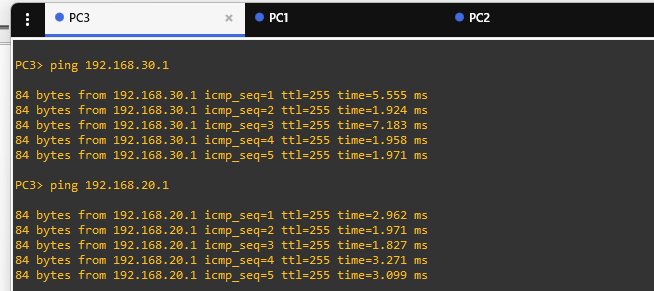 PC3 × PC1 PC2
PC3> ping 192.168.30.1
84 bytes from 192.168.30.1 icmp_seq=1 ttl=255 time=5.555 ms
84 bytes from 192.168.30.1 icmp_seq=2 ttl=255 time=1.924 ms
84 bytes from 192.168.30.1 icmp_seq=3 ttl=255 time=7.183 ms
84 bytes from 192.168.30.1 icmp_seq=4 ttl=255 time=1.958 ms
84 bytes from 192.168.30.1 icmp_seq=5 ttl=255 time=1.971 ms
PC3> ping 192.168.20.1
84 bytes from 192.168.20.1 icmp_seq=1 ttl=255 time=2.962 ms
84 bytes from 192.168.20.1 icmp_seq=2 ttl=255 time=1.971 ms
84 bytes from 192.168.20.1 icmp_seq=3 ttl=255 time=1.827 ms
84 bytes from 192.168.20.1 icmp_seq=4 ttl=255 time=3.271 ms
84 bytes from 192.168.20.1 icmp_seq=5 ttl=255 time=3.099 ms